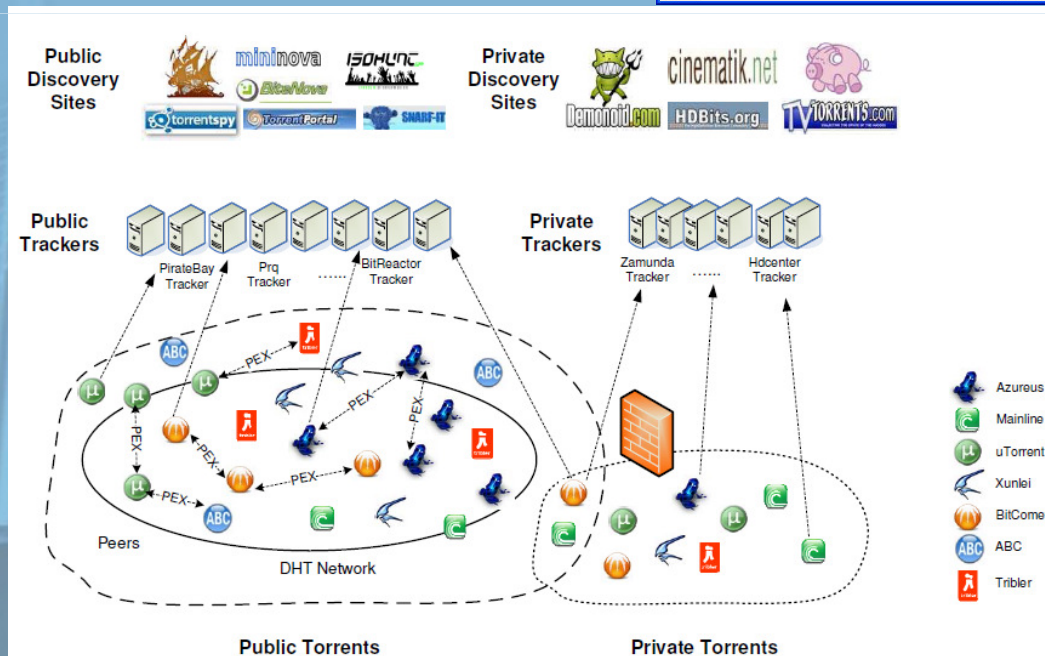 Public
Discovery
Sites
mininova
ISOHUNT
BiteNova
torrentspy
TorrentPortal
SNARF-IT
Private
Discovery
Sites
Demonoid.com
cinematik.net
HDBits.org
TVTORRENTS.com
Public
Trackers
PirateBay
Tracker
Prq
Tracker
......
BitReactor
Tracker
Private
Trackers
Zamunda
Tracker
......
Hdcenter
Tracker
ABC
PEX
ABC
µ
µ
µ
PEX
PEX
PEX
PEX
PEX
PEX
PEX
µ
ABC
Peers
DHT Network
µ
µ
Azureus
Mainline
µ
uTorrent
Xunlei
BitCome
ABC
ABC
Tribler
Public Torrents
Private Torrents